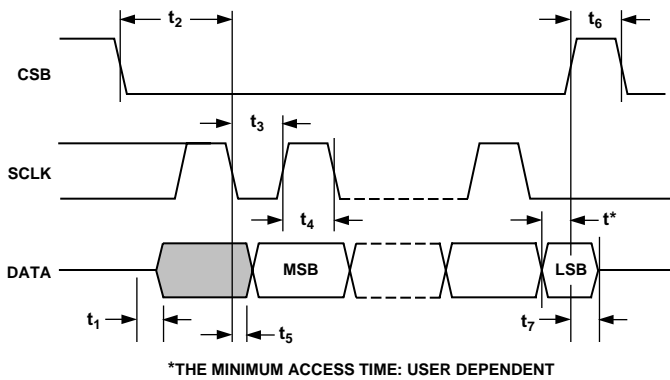 t2
t6
CSB
t3
SCLK
t4
t*
DATA
MSB
LSB
t1
t5
t7
*THE MINIMUM ACCESS TIME: USER DEPENDENT